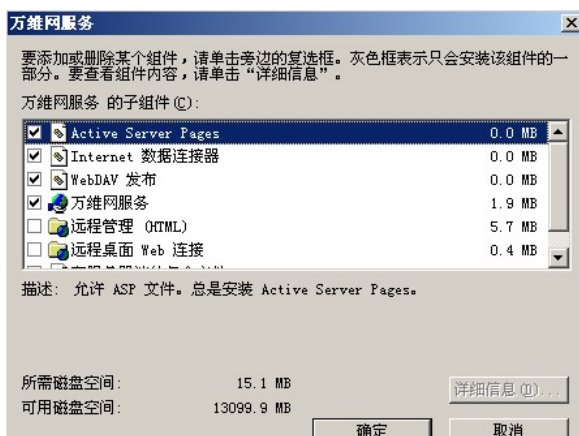 万维网服务
要添加或删除某个组件，请单击旁边的复选框。灰色框表示只会安装该组件的一
部分。要查看组件内容，请单击“详细信息”。
万维网服务 的子组件(C):
Active Server Pages 0.0 MB
Internet 数据连接器 0.0 MB
WebDAV 发布 0.0 MB
万维网服务 1.9 MB
远程管理 (HTML) 5.7 MB
远程桌面 Web 连接 0.4 MB
描述: 允许 ASP 文件。总是安装 Active Server Pages。
所需磁盘空间: 15.1 MB
详细信息(D)...
可用磁盘空间: 13099.9 MB
确定 取消